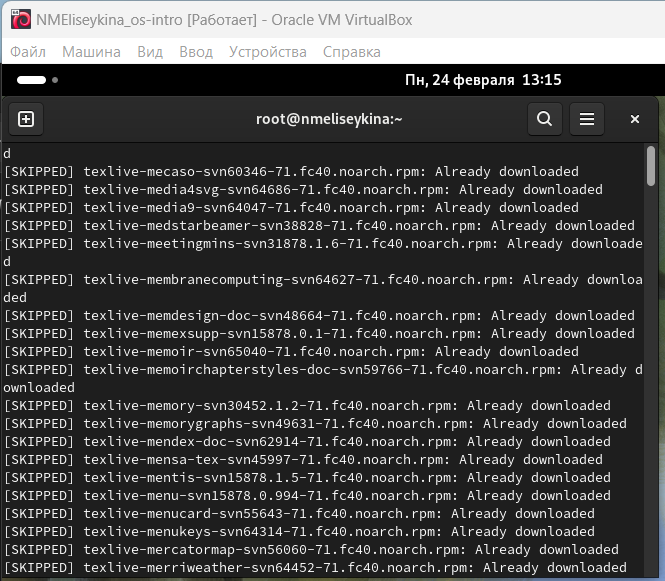 NMEliseykina_os-intro [Работает] - Oracle VM VirtualBox
Файл Машина Вид Ввод Устройства Справка
Пн, 24 февраля 13:15
root@nmeliseykina:~
d
[SKIPPED] texlive-mecaso-svn60346-71.fc40.noarch.rpm: Already downloaded
[SKIPPED] texlive-media4svg-svn64686-71.fc40.noarch.rpm: Already downloaded
[SKIPPED] texlive-media9-svn64047-71.fc40.noarch.rpm: Already downloaded
[SKIPPED] texlive-medstarbeamer-svn38828-71.fc40.noarch.rpm: Already downloaded
[SKIPPED] texlive-meetingmins-svn31878.1.6-71.fc40.noarch.rpm: Already downloade
d
[SKIPPED] texlive-membranecomputing-svn64627-71.fc40.noarch.rpm: Already downloa
ded
[SKIPPED] texlive-memdesign-doc-svn48664-71.fc40.noarch.rpm: Already downloaded
[SKIPPED] texlive-memexsupp-svn15878.0.1-71.fc40.noarch.rpm: Already downloaded
[SKIPPED] texlive-memoir-svn65040-71.fc40.noarch.rpm: Already downloaded
[SKIPPED] texlive-memoirchapterstyles-doc-svn59766-71.fc40.noarch.rpm: Already d
ownloaded
[SKIPPED] texlive-memory-svn30452.1.2-71.fc40.noarch.rpm: Already downloaded
[SKIPPED] texlive-memorygraphs-svn49631-71.fc40.noarch.rpm: Already downloaded
[SKIPPED] texlive-mendex-doc-svn62914-71.fc40.noarch.rpm: Already downloaded
[SKIPPED] texlive-mensa-tex-svn45997-71.fc40.noarch.rpm: Already downloaded
[SKIPPED] texlive-mentis-svn15878.1.5-71.fc40.noarch.rpm: Already downloaded
[SKIPPED] texlive-menu-svn15878.0.994-71.fc40.noarch.rpm: Already downloaded
[SKIPPED] texlive-menucard-svn55643-71.fc40.noarch.rpm: Already downloaded
[SKIPPED] texlive-menukeys-svn64314-71.fc40.noarch.rpm: Already downloaded
[SKIPPED] texlive-mercatormap-svn56060-71.fc40.noarch.rpm: Already downloaded
[SKIPPED] texlive-merriweather-svn64452-71.fc40.noarch.rpm: Already downloaded